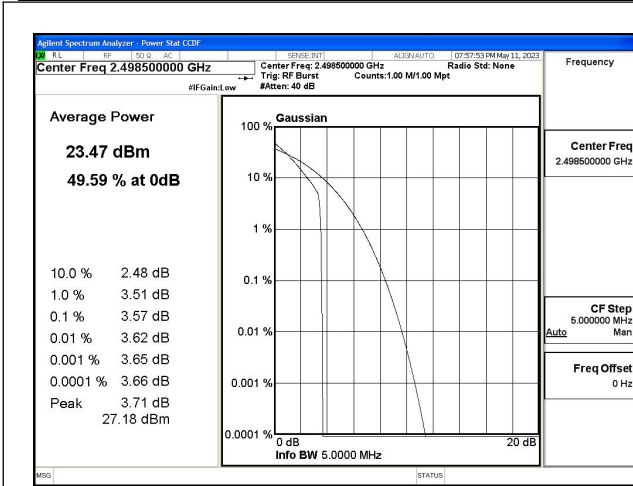 Agilent Spectrum Analyzer - Power Stat CCDF
RL RF 50 Ω AC SENSE:INT ALIGN AUTO 07:57:53 PM May 11, 2023
Center Freq 2.498500000 GHz
Center Freq: 2.498500000 GHz Radio Std: None
Trig: RF Burst Counts:1.00 M/1.00 Mpt
#IFGain:Low #Atten: 40 dB
Frequency
Center Freq
2.498500000 GHz
CF Step
5.000000 MHz
Auto Man
Freq Offset
0 Hz
Average Power
23.47 dBm
49.59 % at 0dB
10.0 % 2.48 dB
1.0 % 3.51 dB
0.1 % 3.57 dB
0.01 % 3.62 dB
0.001 % 3.65 dB
0.0001 % 3.66 dB
Peak 3.71 dB
27.18 dBm
Gaussian
100 %
10 %
1 %
0.1 %
0.01 %
0.001 %
0.0001 %
0 dB 20 dB
Info BW 5.0000 MHz
MSG STATUS